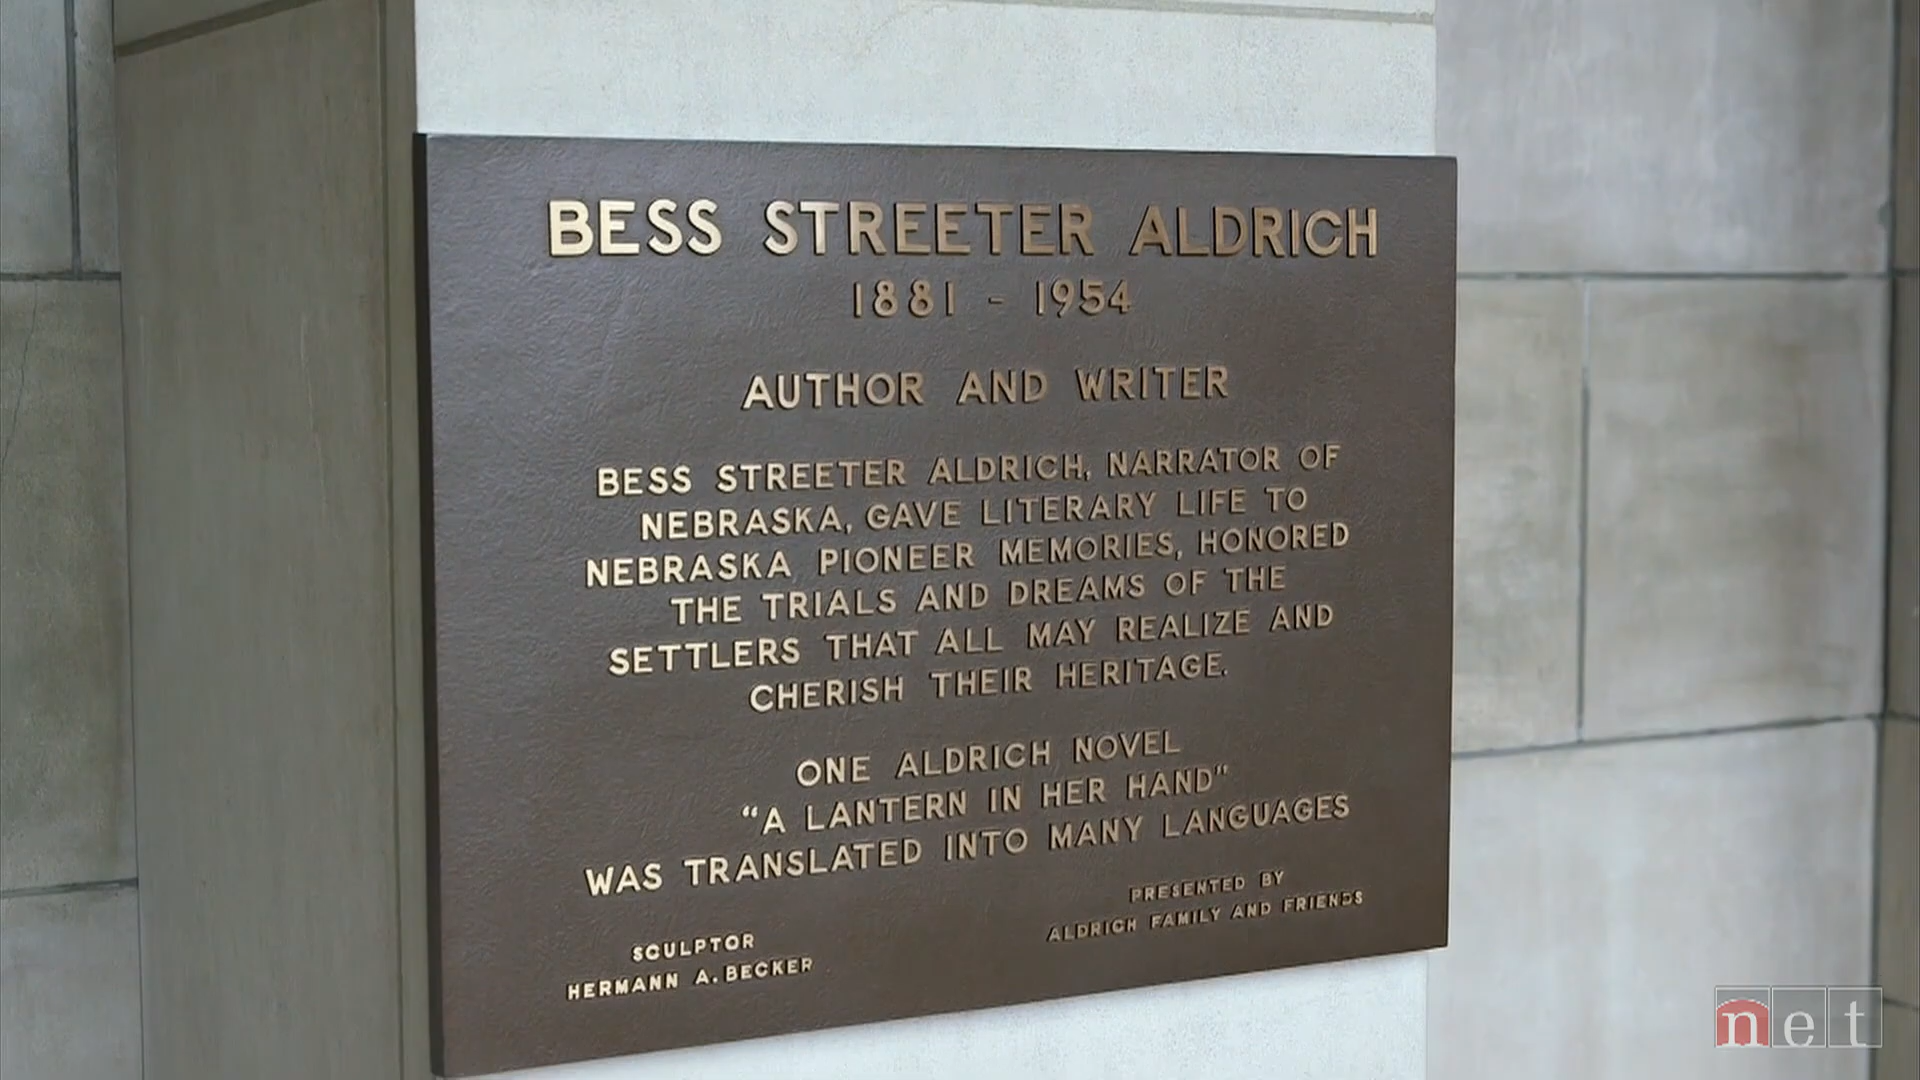 BESS STREETER ALDRICH
1881 - 1954
AUTHOR AND WRITER
BESS STREETER ALDRICH, NARRATOR OF
NEBRASKA, GAVE LITERARY LIFE TO
NEBRASKA PIONEER MEMORIES, HONORED
THE TRIALS AND DREAMS OF THE
SETTLERS THAT ALL MAY REALIZE AND
CHERISH THEIR HERITAGE.
ONE ALDRICH NOVEL
"A LANTERN IN HER HAND"
WAS TRANSLATED INTO MANY LANGUAGES
PRESENTED BY
ALDRICH FAMILY AND FRIENDS
SCULPTOR
HERMANN A. BECKER
net